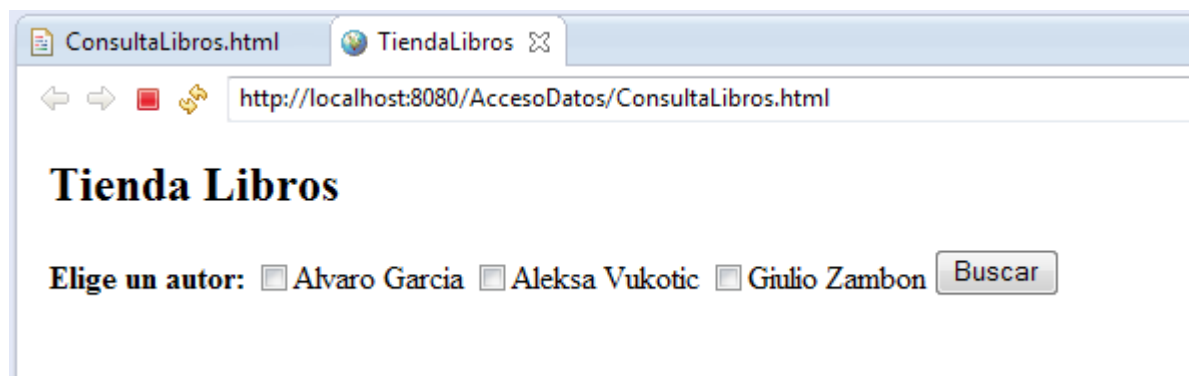 ConsultaLibros.html TiendaLibros
http://localhost:8080/AccesoDatos/ConsultaLibros.html
Tienda Libros
Elige un autor: Alvaro Garcia Aleksa Vukotic Giulio Zambon Buscar